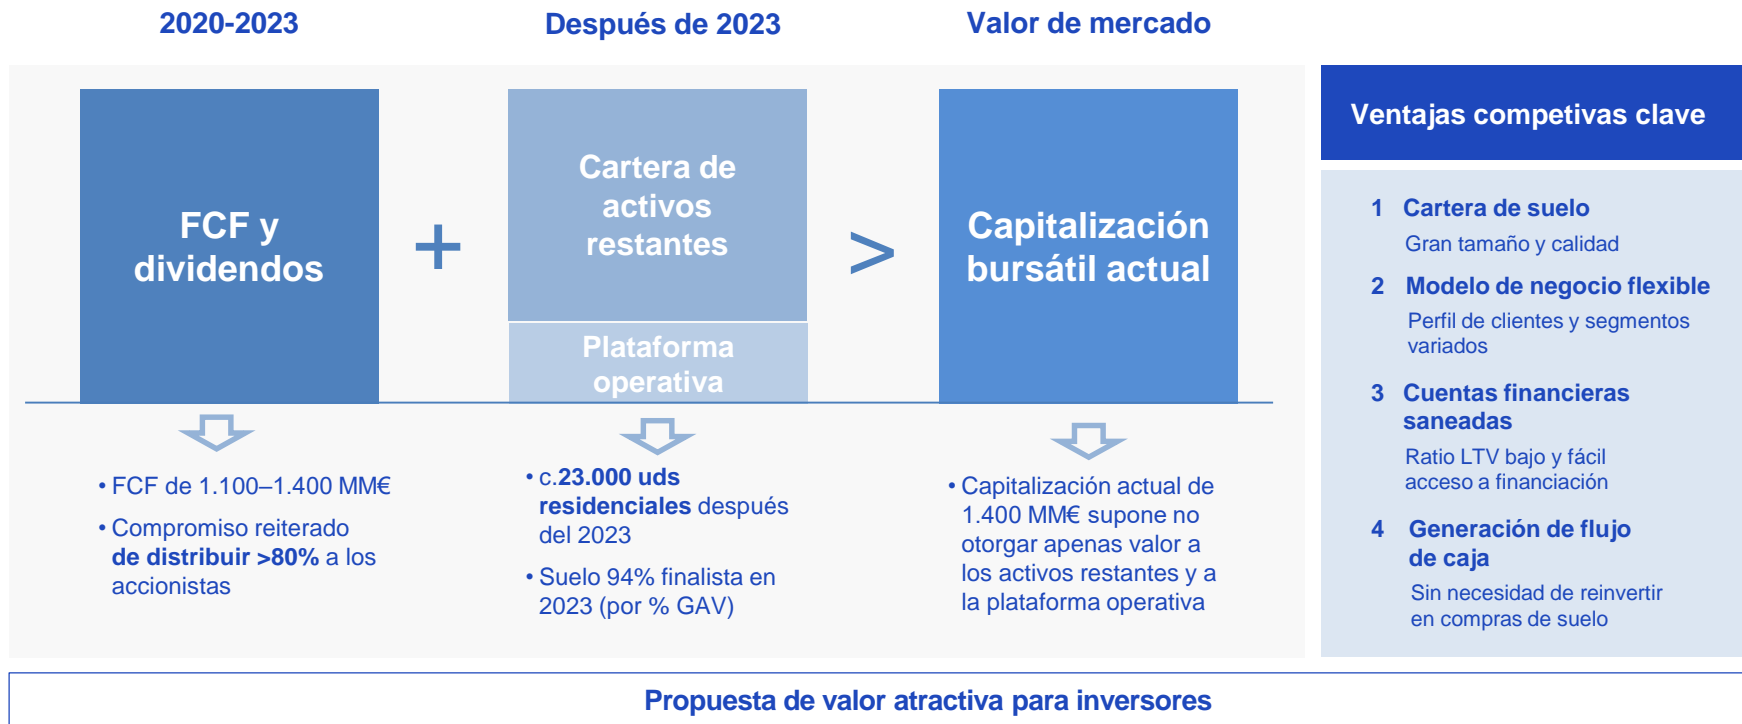 2020-2023
Después de 2023
Valor de mercado
FCF y
dividendos
+
Cartera de
activos
restantes
Plataforma
operativa
>
Capitalización
bursátil actual
• FCF de 1.100–1.400 MM€
• Compromiso reiterado
de distribuir >80% a los
accionistas
• c.23.000 uds
residenciales después
del 2023
• Suelo 94% finalista en
2023 (por % GAV)
• Capitalización actual de
1.400 MM€ supone no
otorgar apenas valor a
los activos restantes y a
la plataforma operativa
Ventajas competivas clave
1 Cartera de suelo
Gran tamaño y calidad
2 Modelo de negocio flexible
Perfil de clientes y segmentos
variados
3 Cuentas financieras
saneadas
Ratio LTV bajo y fácil
acceso a financiación
4 Generación de flujo
de caja
Sin necesidad de reinvertir
en compras de suelo
Propuesta de valor atractiva para inversores